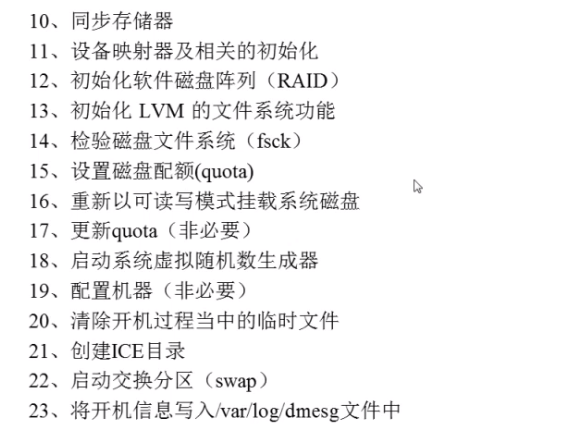 10、同步存储器
11、设备映射器及相关的初始化
12、初始化软件磁盘阵列（RAID）
13、初始化 LVM 的文件系统功能
14、检验磁盘文件系统（fsck）
15、设置磁盘配额(quota)
16、重新以可读写模式挂载系统磁盘
17、更新quota（非必要）
18、启动系统虚拟随机数生成器
19、配置机器（非必要）
20、清除开机过程当中的临时文件
21、创建ICE目录
22、启动交换分区（swap）
23、将开机信息写入/var/log/dmesg文件中